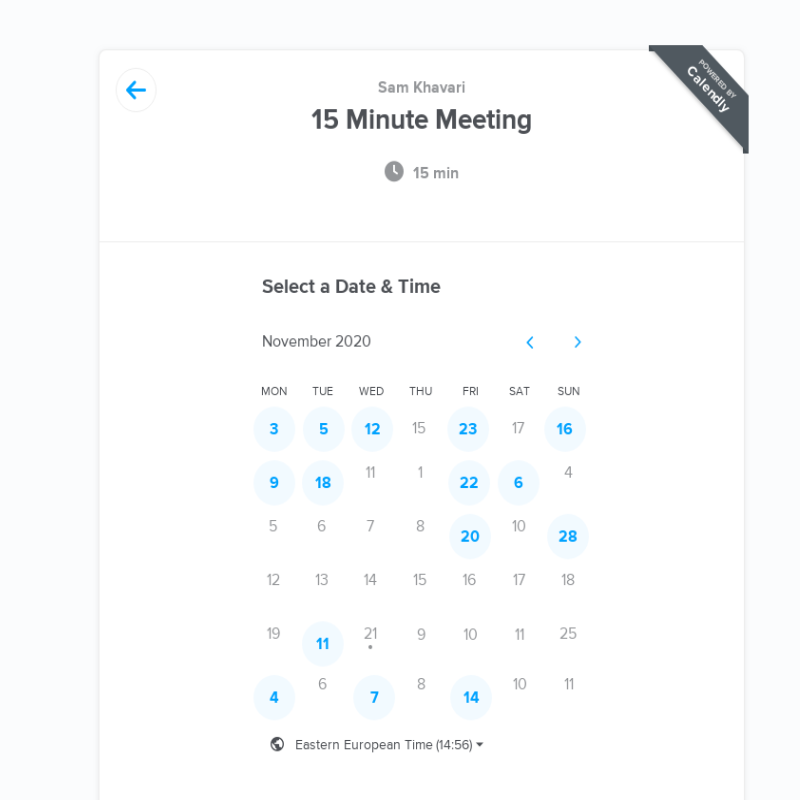 POWERED BY
Calendly
Sam Khavari
15 Minute Meeting
15 min
Select a Date & Time
November 2020
MON TUE WED THU FRI SAT SUN
3 5 12 15 23 17 16
9 18 11 1 22 6 4
5 6 7 8 20 10 28
12 13 14 15 16 17 18
19 11 21 9 10 11 25
4 6 7 8 14 10 11
Eastern European Time (14:56)